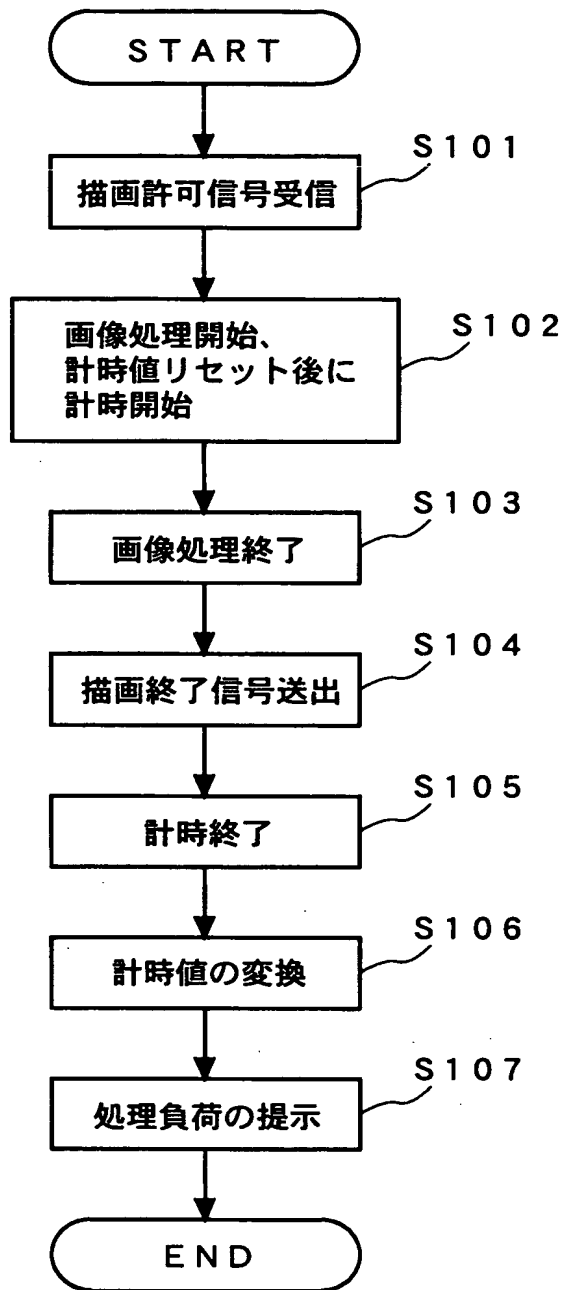 START
S101
描画許可信号受信
S102
画像処理開始、
計時値リセット後に
計時開始
S103
画像処理終了
S104
描画終了信号送出
S105
計時終了
S106
計時値の変換
S107
処理負荷の提示
END